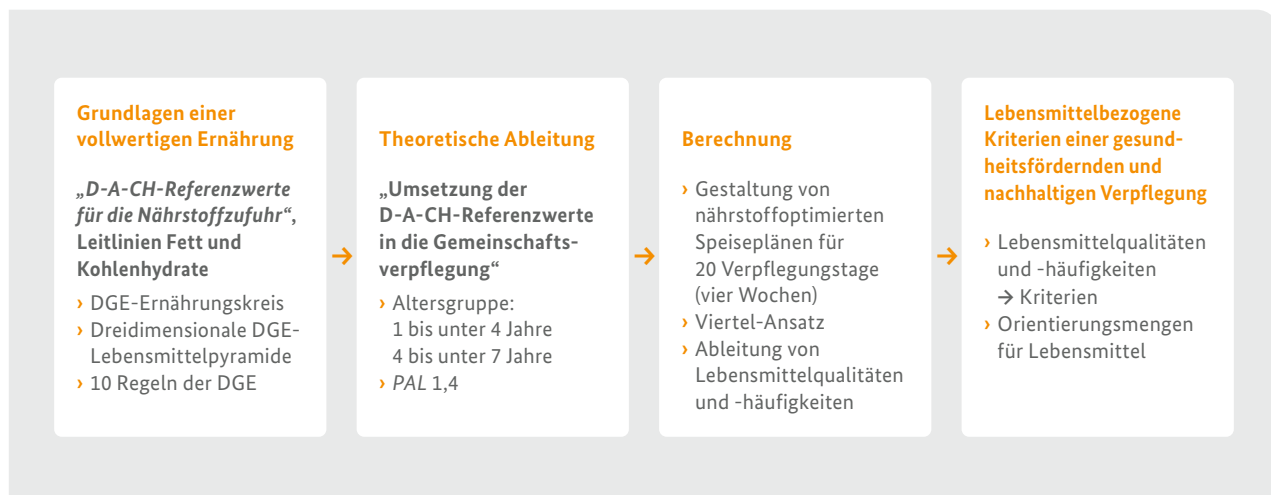 Grundlagen einer
vollwertigen Ernährung
„D-A-CH-Referenzwerte
für die Nährstoffzufuhr“,
Leitlinien Fett und
Kohlenhydrate
› DGE-Ernährungskreis
› Dreidimensionale DGE-
Lebensmittelpyramide
› 10 Regeln der DGE
→
Theoretische Ableitung
„Umsetzung der
D-A-CH-Referenzwerte
in die Gemeinschafts-
verpflegung“
› Altersgruppe:
1 bis unter 4 Jahre
4 bis unter 7 Jahre
› PAL 1,4
→
Berechnung
› Gestaltung von
nährstoffoptimierten
Speiseplänen für
20 Verpflegungstage
(vier Wochen)
› Viertel-Ansatz
› Ableitung von
Lebensmittelqualitäten
und -häufigkeiten
→
Lebensmittelbezogene
Kriterien einer gesund-
heitsfördernden und
nachhaltigen Verpflegung
› Lebensmittelqualitäten
und -häufigkeiten
→ Kriterien
› Orientierungsmengen
für Lebensmittel